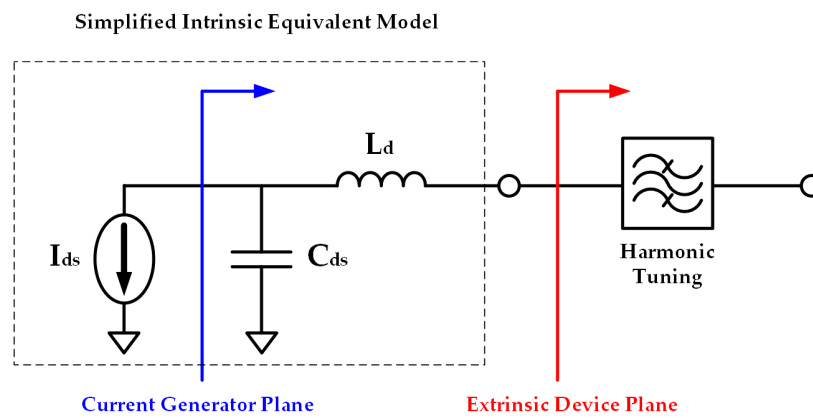 Simplified Intrinsic Equivalent Model
Ld
Ids
Cds
Harmonic
Tuning
Current Generator Plane
Extrinsic Device Plane